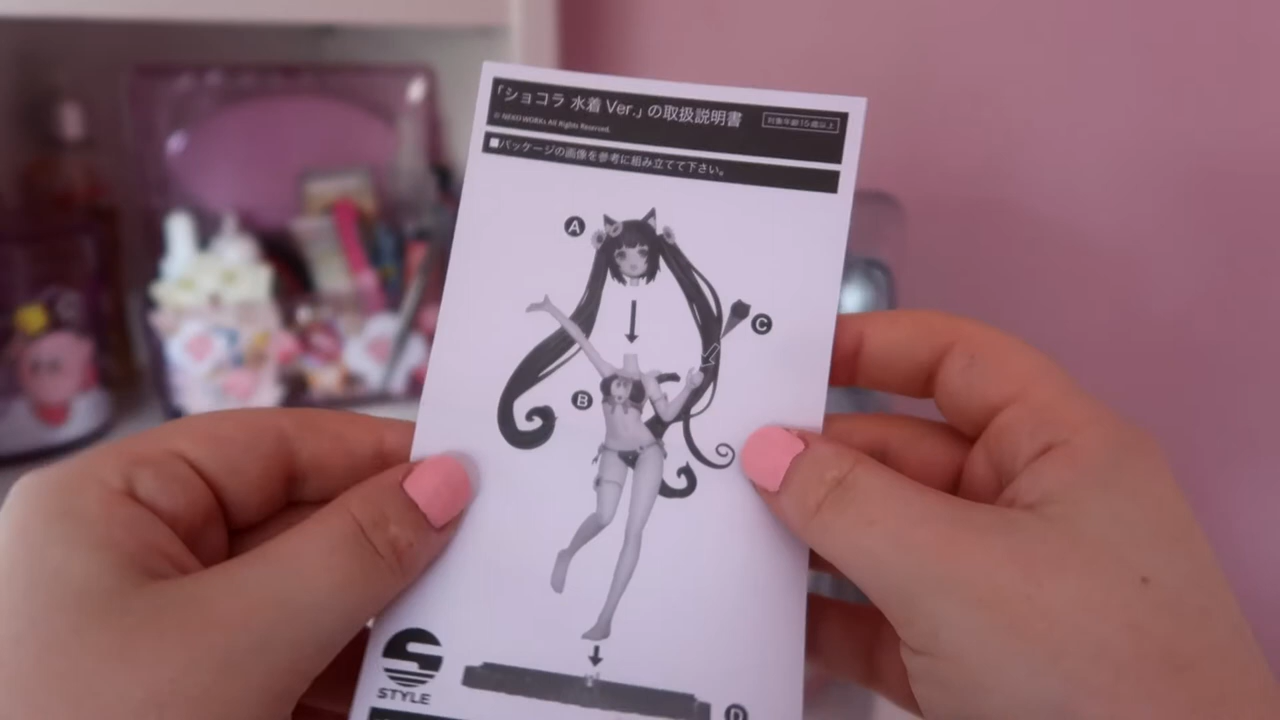 「ショコラ 水着 Ver.」の取扱説明書
対象年齢15歳以上
© NEKO WORKs All Rights Reserved.
■パッケージの画像を参考に組み立てて下さい。
A
C
B
S
STYLE
D